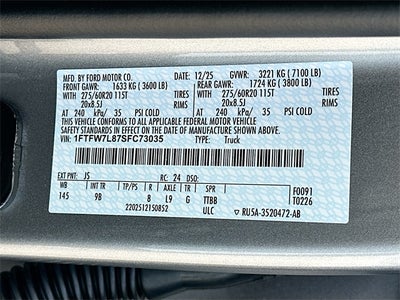 MFD. BY FORD MOTOR CO. 12/25 GVWR: 3221 KG ( 7100 LB)
FRONT GAWR: 1633 KG ( 3600 LB) REAR GAWR: 1724 KG ( 3800 LB)
WITH 275/60R20 115T TIRES WITH 275/60R20 115T TIRES
20x8.5J RIMS 20x8.5J RIMS
AT 240 kPa/ 35 PSI COLD AT 240 kPa/ 35 PSI COLD
THIS VEHICLE CONFORMS TO ALL APPLICABLE FEDERAL MOTOR VEHICLE
SAFETY STANDARDS IN EFFECT ON THE DATE OF MANUFACTURE SHOWN ABOVE.
VIN: 1FTFW7L87SFC73035 TYPE: Truck
EXT PNT: JS RC: 24 DSO:
WB INT TR TP/PS R AXLE TR SPR F0091
145 9B B L9 G TTBB T0226
2202512150852 ULC RU5A-3520472-AB